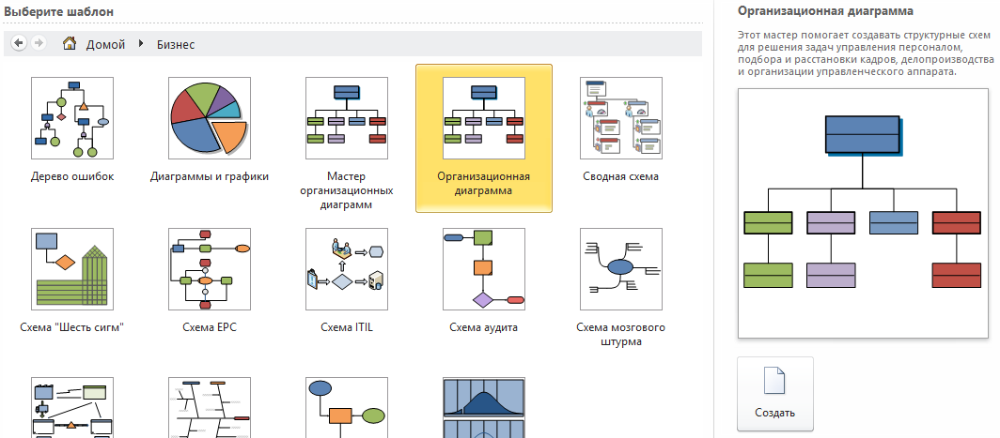 Выберите шаблон
Домой
Бизнес
Дерево ошибок
Диаграммы и графики
Мастер
организационных
диаграмм
Организационная
диаграмма
Сводная схема
Схема "Шесть сигм"
Схема EPC
Схема ITIL
Схема аудита
Схема мозгового
штурма
Организационная диаграмма
Этот мастер помогает создавать структурные схем
для решения задач управления персоналом,
подбора и расстановки кадров, делопроизводства
и организации управленческого аппарата.
Создать